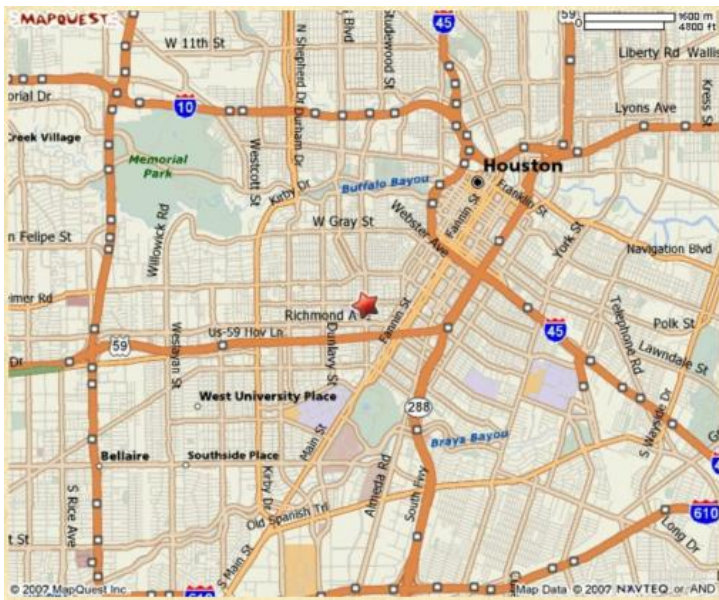 MAPQUEST
45
59
1600 m
4800 ft
W 11th St
N Shepherd Dr
Durham Dr
Blvd
Studewood St
Liberty Rd
Wallis
Kress St
orial Dr
10
Lyons Ave
Creek Village
Memorial
Park
Westcott St
Houston
Kirby Dr
Buffalo Bayou
Franklin St
Fannin St
W Gray St
Webster Ave
York St
Willowick Rd
n Felipe St
Navigation Blvd
eimer Rd
Richmond A
Fannin St
45
Telephone Rd
Polk St
Us-59 Hov Ln
59
Dr
Wesleyan St
Dunlavy St
Lawndale St
West University Place
288
S Wayside Dr
Main St
Braya Bayou
Bellaire
Southside Place
S Rice Ave
Kirby Dr
Almeda Rd
South Fwy
Old Spanish Trl
610
Long Dr
t St
S Main St
610
© 2007 MapQuest Inc.
Map Data © 2007 NAVTEQ or AND